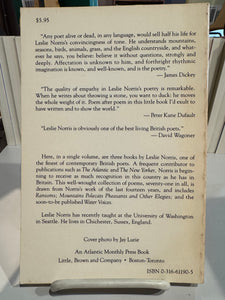 $5.95
"Any poet alive or dead, in any language, would sell half his life for
Leslie Norris's convincingness of tone. He understands mountains,
seasons, birds, animals, grass, and the English countryside, and what-
ever he says, you believe: believe it without questions, strongly and
deeply. Affectation is unknown to him, and forthright rhythmic
imagination is known, and well-known, and is the poetry."
— James Dickey
"The quality of empathy in Leslie Norris's poetry is remarkable.
When he writes about throwing a stone, you want to duck: he moves
the whole weight of it. Poem after poem in this little book I'd exult to
have written and to show the world."
— Peter Kane Dufault
"Leslie Norris is obviously one of the best living British poets."
— David Wagoner
Here, in a single volume, are three books by Leslie Norris, one
of the finest of contemporary British poets. A frequent contributor to
publications such as The Atlantic and The New Yorker, Norris is
beginning to receive as much recognition in our country as he has in
Britain. This well-wrought collection of poems, seventy-one in all, is
drawn from Norris's work of the last fourteen years, and includes
Ransoms, Mountains Polecats Pheasants and Other Elegies; and the
soon-to-be published Water Voices.
Leslie Norris has recently taught at the University of Washington
in Seattle. He lives in Chichester, Sussex, England.
Cover photo by Jay Lurie
An Atlantic Monthly Press Book
Little, Brown and Company • Boston-Toronto
ISBN 0-316-61190-5